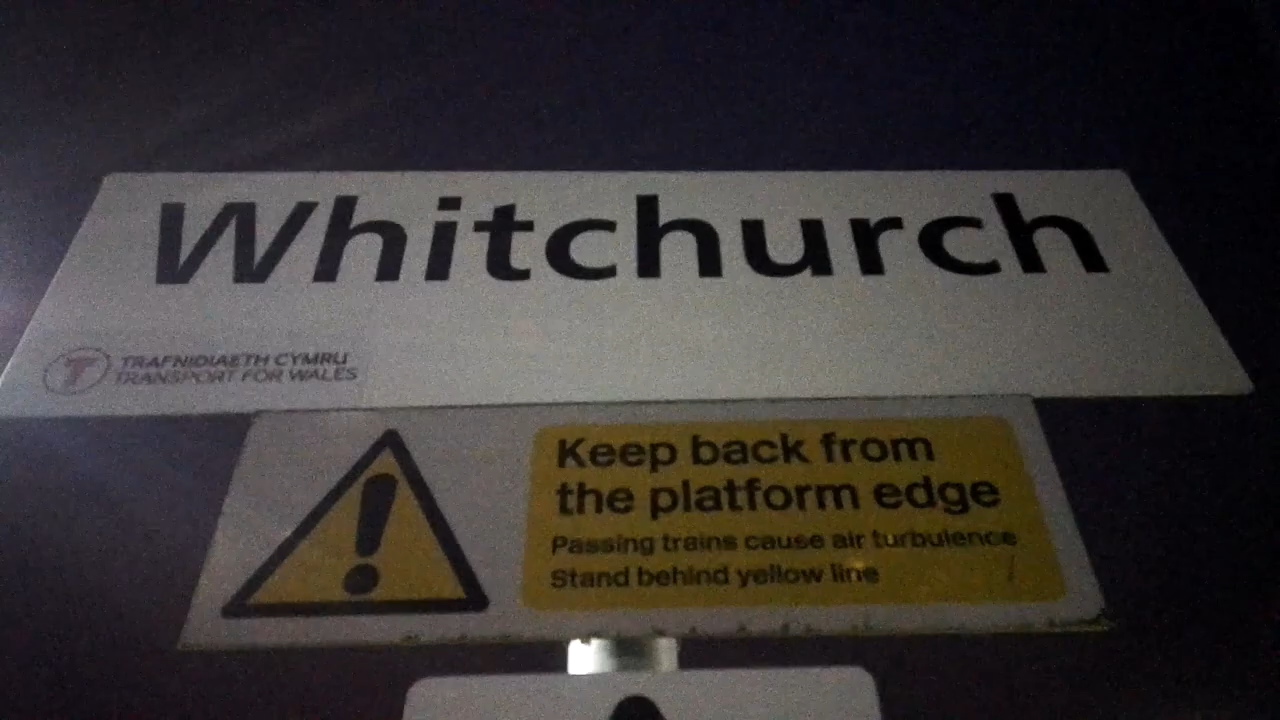 Whitchurch
TRAFNIDIAETH CYMRU
TRANSPORT FOR WALES
Keep back from
the platform edge
Passing trains cause air turbulence
Stand behind yellow line